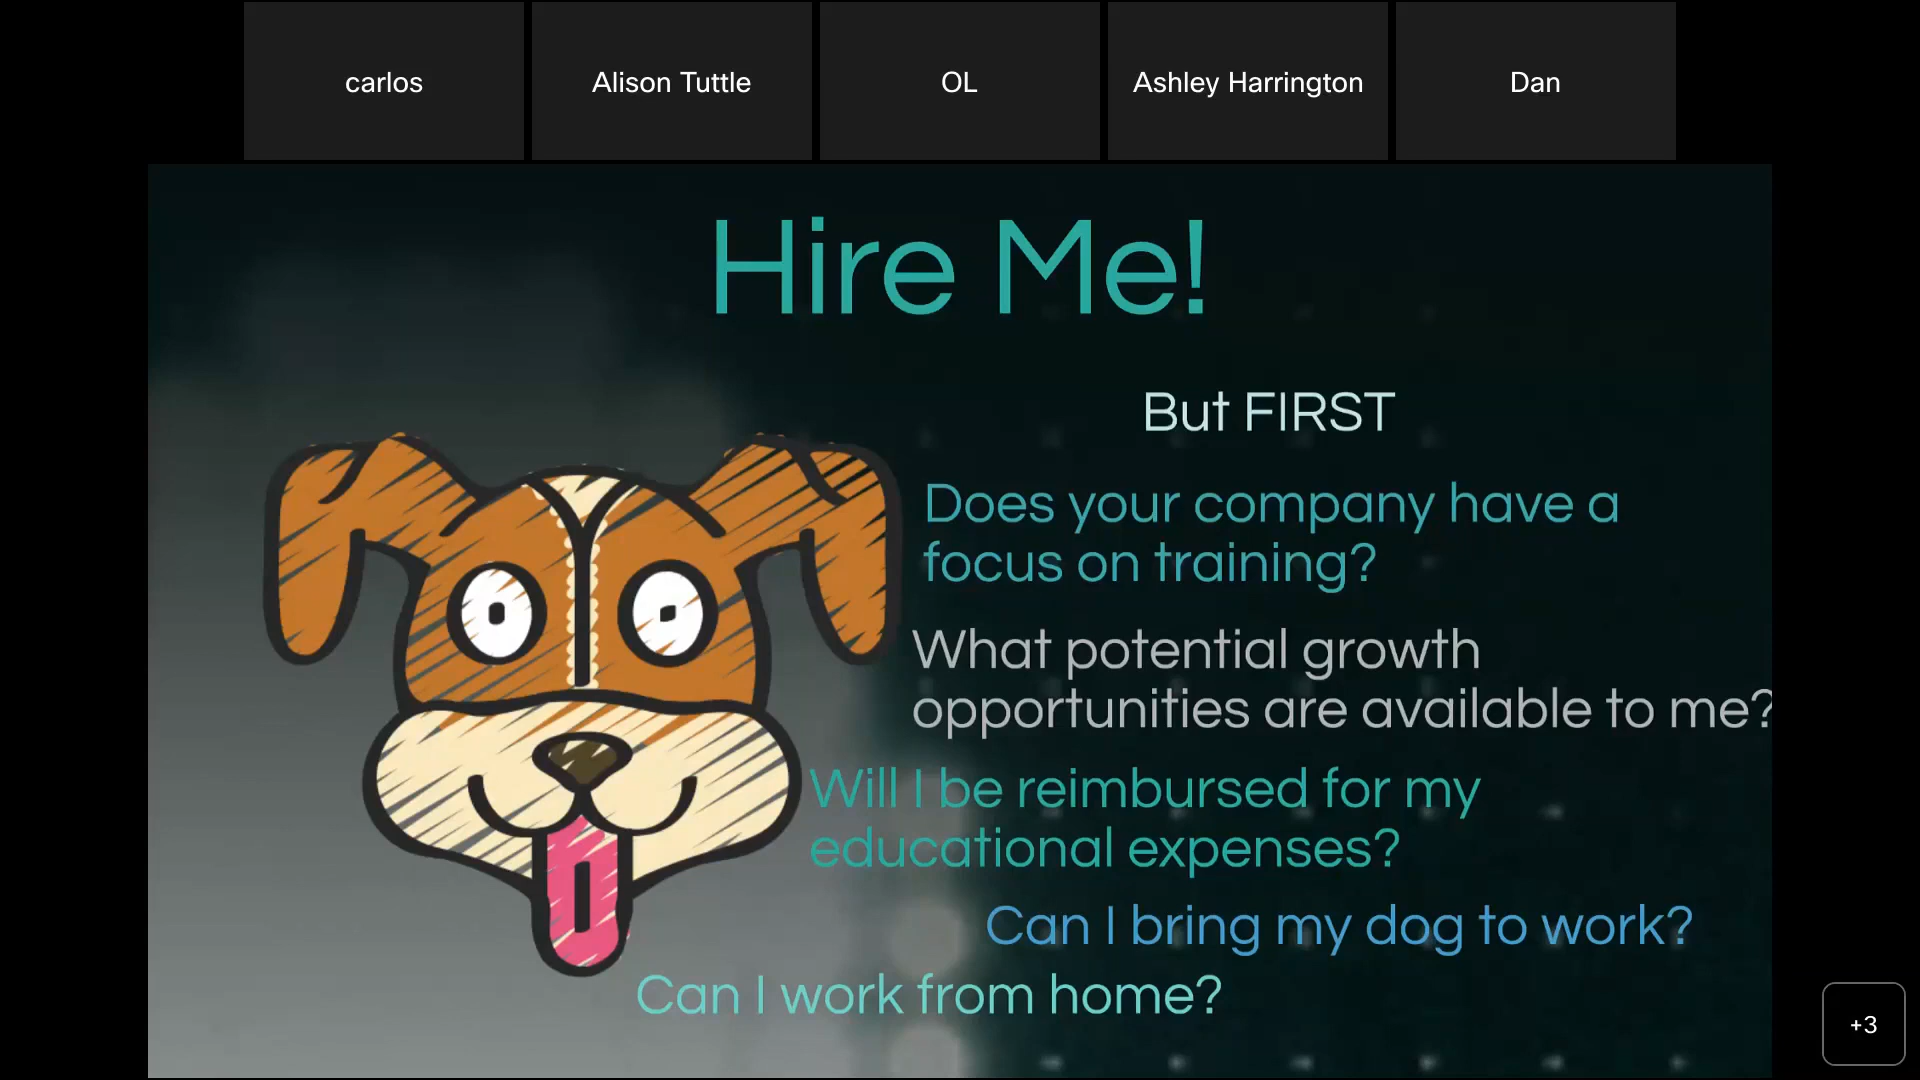 carlos
Alison Tuttle
OL
Ashley Harrington
Dan
Hire Me!
But FIRST
Does your company have a
focus on training?
What potential growth
opportunities are available to me?
Will I be reimbursed for my
educational expenses?
Can I bring my dog to work?
Can I work from home?
+3